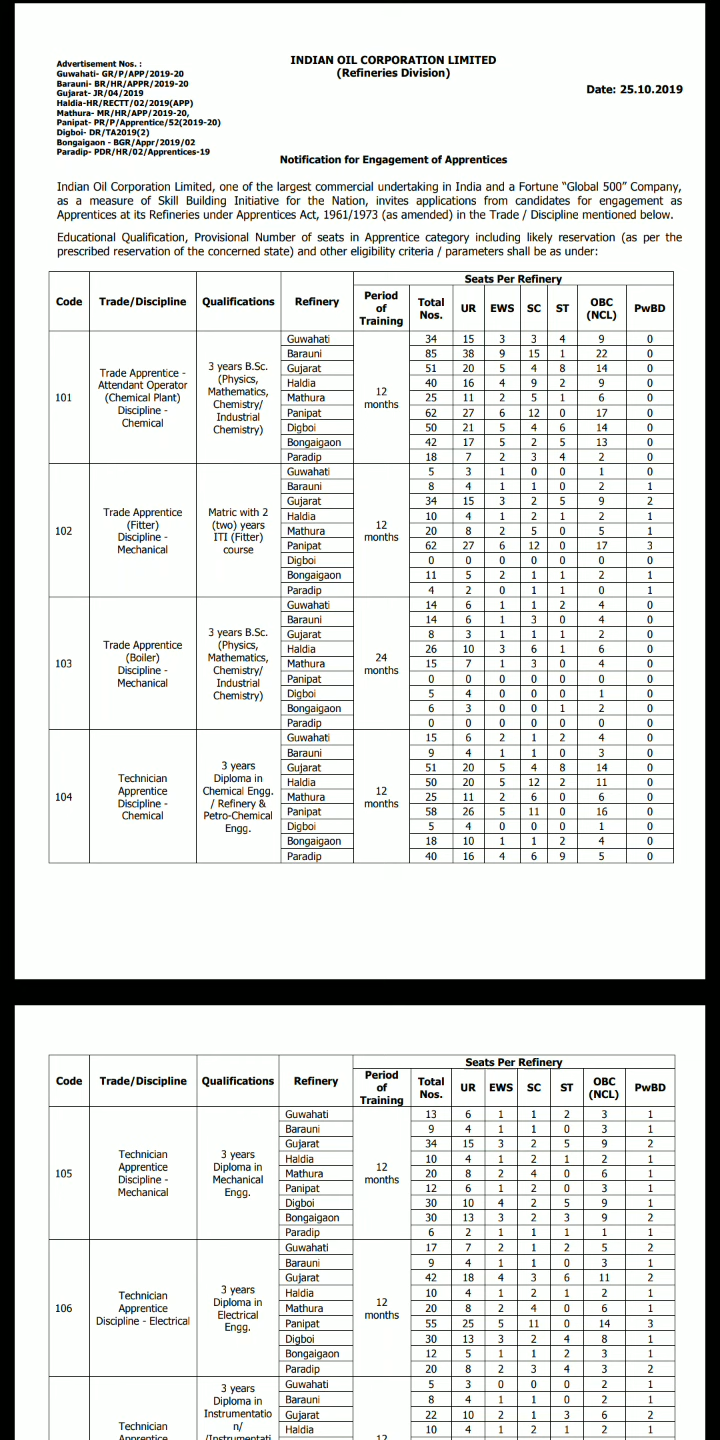 INDIAN OIL CORPORATION LIMITED
(Refineries Division)
Advertisement Nos. :
Guwahati- GR/P/APP/2019-20
Barauni- BR/HR/APPR/2019-20
Gujarat- JR/04/2019
Haldia-HR/RECTT/02/2019(APP)
Mathura- MR/HR/APP/2019-20,
Panipat- PR/P/Apprentice/52(2019-20)
Digboi- DR/TA2019(2)
Bongaigaon - BGR/Appr/2019/02
Paradip- PDR/HR/02/Apprentices-19
Date: 25.10.2019
Notification for Engagement of Apprentices
Indian Oil Corporation Limited, one of the largest commercial undertaking in India and a Fortune “Global 500” Company,
as a measure of Skill Building Initiative for the Nation, invites applications from candidates for engagement as
Apprentices at its Refineries under Apprentices Act, 1961/1973 (as amended) in the Trade / Discipline mentioned below.
Educational Qualification, Provisional Number of seats in Apprentice category including likely reservation (as per the
prescribed reservation of the concerned state) and other eligibility criteria / parameters shall be as under:
Seats Per Refinery
Code Trade/Discipline Qualifications Refinery Period of Training Total Nos. UR EWS SC ST OBC (NCL) PwBD
101 Trade Apprentice - Attendant Operator (Chemical Plant) Discipline - Chemical
3 years B.Sc. (Physics, Mathematics, Chemistry/ Industrial Chemistry)
12 months
Guwahati 34 15 3 3 4 9 0
Barauni 85 38 9 15 1 22 0
Gujarat 51 20 5 4 8 14 0
Haldia 40 16 4 9 2 9 0
Mathura 25 11 2 5 1 6 0
Panipat 62 27 6 12 0 17 0
Digboi 50 21 5 4 6 14 0
Bongaigaon 42 17 5 2 5 13 0
Paradip 18 7 2 3 4 2 0
102 Trade Apprentice (Fitter) Discipline - Mechanical
Matric with 2 (two) years ITI (Fitter) course
12 months
Guwahati 5 3 1 0 0 1 0
Barauni 8 4 1 1 0 2 1
Gujarat 34 15 3 2 5 9 2
Haldia 10 4 1 2 1 2 1
Mathura 20 8 2 5 0 5 1
Panipat 62 27 6 12 0 17 3
Digboi 0 0 0 0 0 0 0
Bongaigaon 11 5 2 1 1 2 1
Paradip 4 2 0 1 1 0 1
103 Trade Apprentice (Boiler) Discipline - Mechanical
3 years B.Sc. (Physics, Mathematics, Chemistry/ Industrial Chemistry)
24 months
Guwahati 14 6 1 1 2 4 0
Barauni 14 6 1 3 0 4 0
Gujarat 8 3 1 1 1 2 0
Haldia 26 10 3 6 1 6 0
Mathura 15 7 1 3 0 4 0
Panipat 0 0 0 0 0 0 0
Digboi 5 4 0 0 0 1 0
Bongaigaon 6 3 0 0 1 2 0
Paradip 0 0 0 0 0 0 0
104 Technician Apprentice Discipline - Chemical
3 years Diploma in Chemical Engg. / Refinery & Petro-Chemical Engg.
12 months
Guwahati 15 6 2 1 2 4 0
Barauni 9 4 1 1 0 3 0
Gujarat 51 20 5 4 8 14 0
Haldia 50 20 5 12 2 11 0
Mathura 25 11 2 6 0 6 0
Panipat 58 26 5 11 0 16 0
Digboi 5 4 0 0 0 1 0
Bongaigaon 18 10 1 1 2 4 0
Paradip 40 16 4 6 9 5 0
Seats Per Refinery
Code Trade/Discipline Qualifications Refinery Period of Training Total Nos. UR EWS SC ST OBC (NCL) PwBD
105 Technician Apprentice Discipline - Mechanical
3 years Diploma in Mechanical Engg.
12 months
Guwahati 13 6 1 1 2 3 1
Barauni 9 4 1 1 0 3 1
Gujarat 34 15 3 2 5 9 2
Haldia 10 4 1 2 1 2 1
Mathura 20 8 2 4 0 6 1
Panipat 12 6 1 2 0 3 1
Digboi 30 10 4 2 5 9 1
Bongaigaon 30 13 3 2 3 9 2
Paradip 6 2 1 1 1 1 1
106 Technician Apprentice Discipline - Electrical
3 years Diploma in Electrical Engg.
12 months
Guwahati 17 7 2 1 2 5 2
Barauni 9 4 1 1 0 3 1
Gujarat 42 18 4 3 6 11 2
Haldia 10 4 1 2 1 2 1
Mathura 20 8 2 4 0 6 1
Panipat 55 25 5 11 0 14 3
Digboi 30 13 3 2 4 8 1
Bongaigaon 12 5 1 1 2 3 1
Paradip 20 8 2 3 4 3 2
Technician Apprentice
3 years Diploma in Instrumentatio n/ /Instrumentati
12
Guwahati 5 3 0 0 0 2 1
Barauni 8 4 1 1 0 2 1
Gujarat 22 10 2 1 3 6 2
Haldia 10 4 1 2 1 2 1